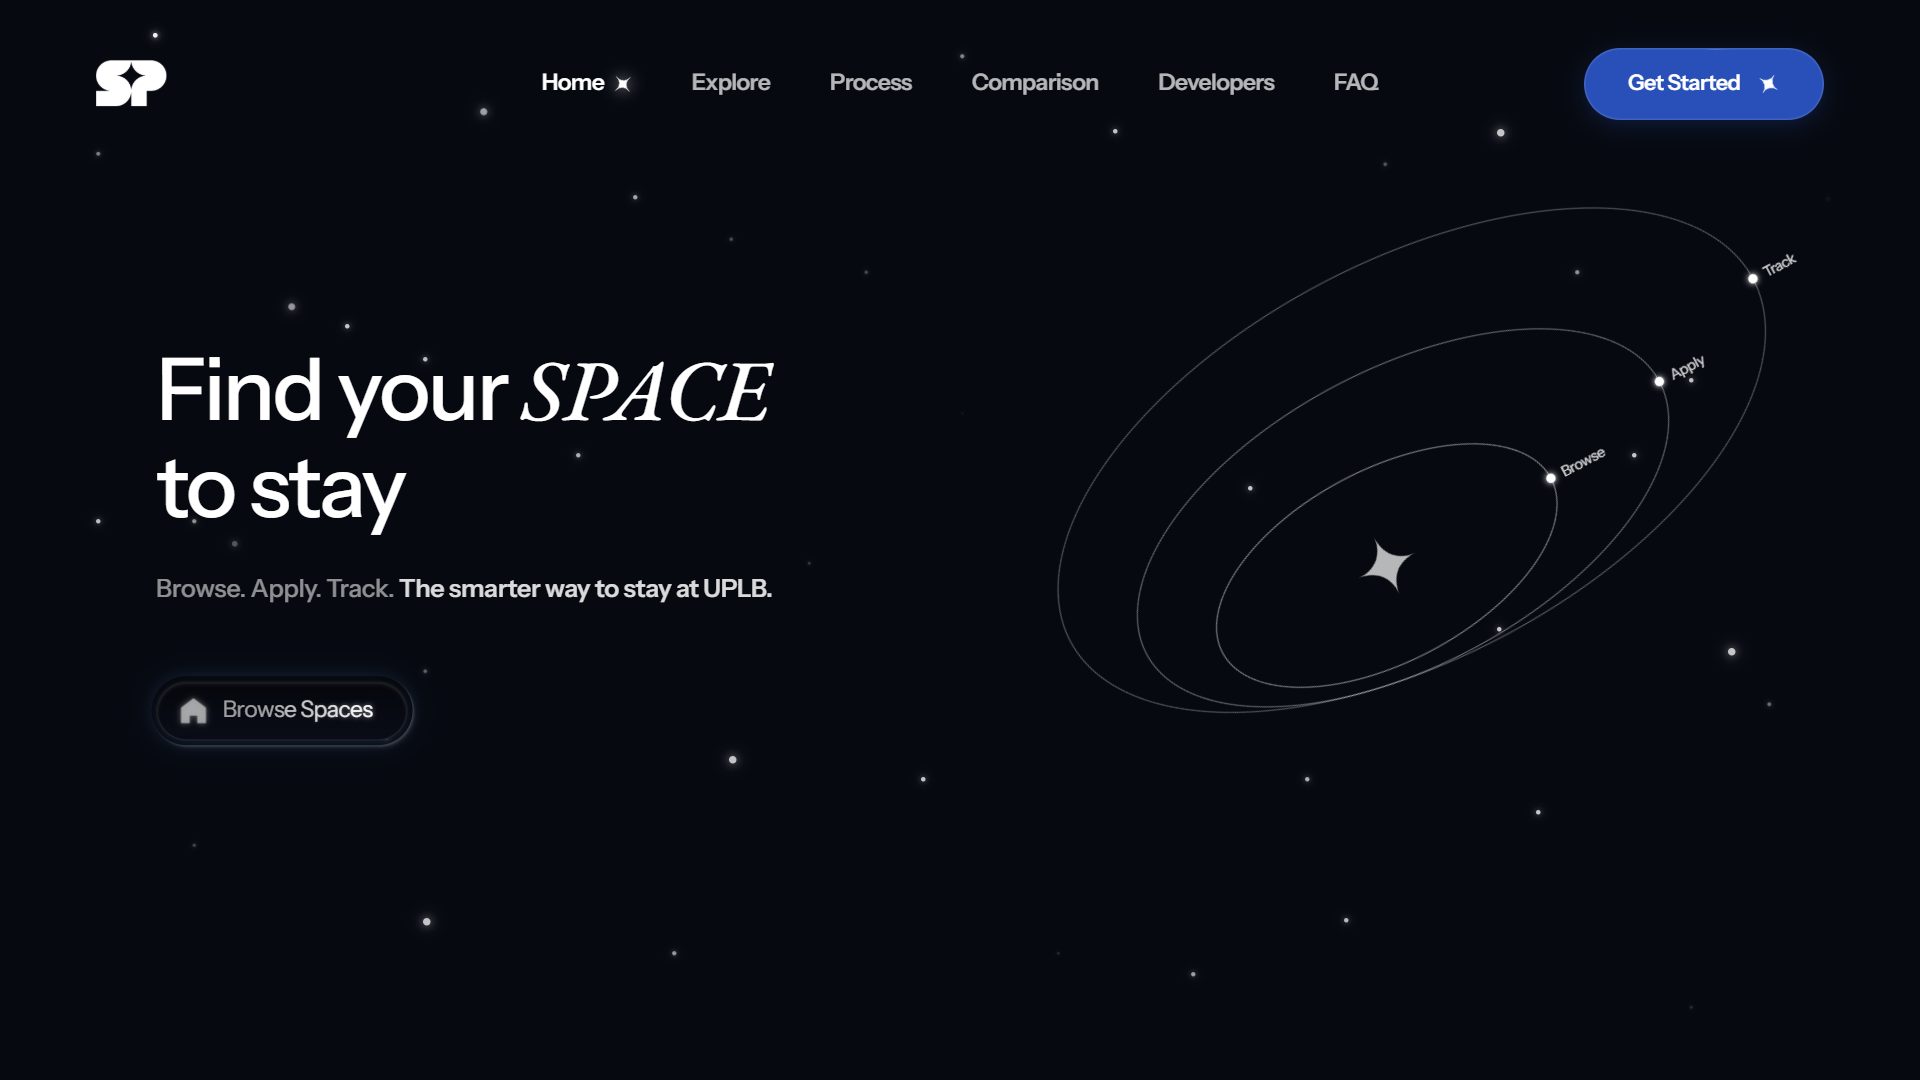 SP
Home
Explore
Process
Comparison
Developers
FAQ
Get Started
Find your SPACE
to stay
Browse. Apply. Track. The smarter way to stay at UPLB.
Browse Spaces
Track
Apply
Browse